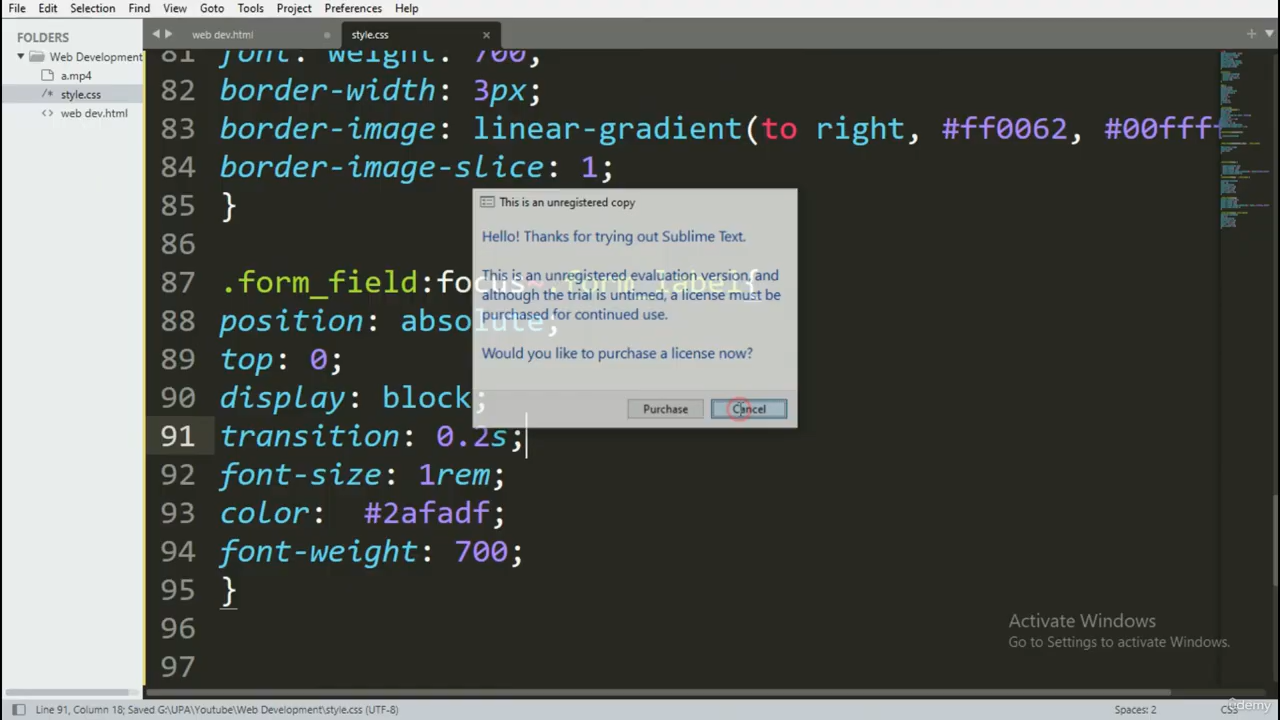 File Edit Selection Find View Goto Tools Project Preferences Help
FOLDERS
Web Development
a.mp4
/* style.css
<> web dev.html
web dev.html
style.css
81 font: weight: 700;
82 border-width: 3px;
83 border-image: linear-gradient(to right, #ff0062, #00fff
84 border-image-slice: 1;
85 }
86
87 .form_field:focus~.form_label{
88 position: absolute;
89 top: 0;
90 display: block;
91 transition: 0.2s;
92 font-size: 1rem;
93 color: #2afadf;
94 font-weight: 700;
95 }
96
97
This is an unregistered copy
Hello! Thanks for trying out Sublime Text.
This is an unregistered evaluation version, and
although the trial is untimed, a license must be
purchased for continued use.
Would you like to purchase a license now?
Purchase Cancel
Activate Windows
Go to Settings to activate Windows.
Line 91, Column 18; Saved G:\UPA\Youtube\Web Development\style.css (UTF-8)
Spaces: 2
CSS
ûdemy